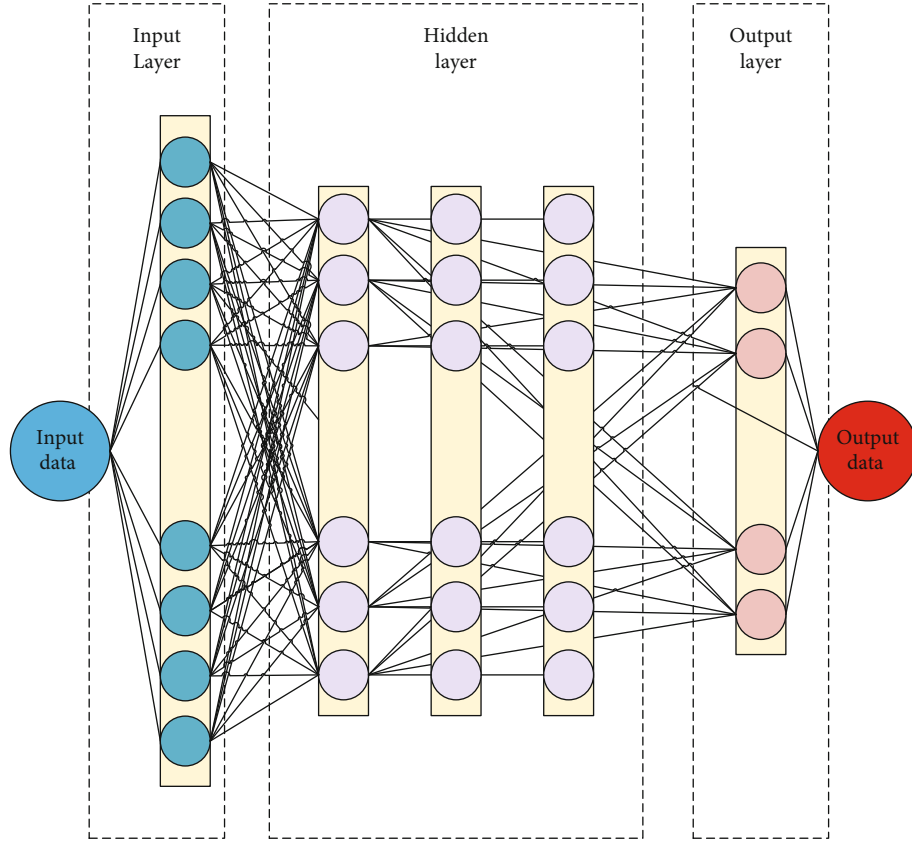 Input
Layer
Hidden
layer
Output
layer
Input
data
Output
data